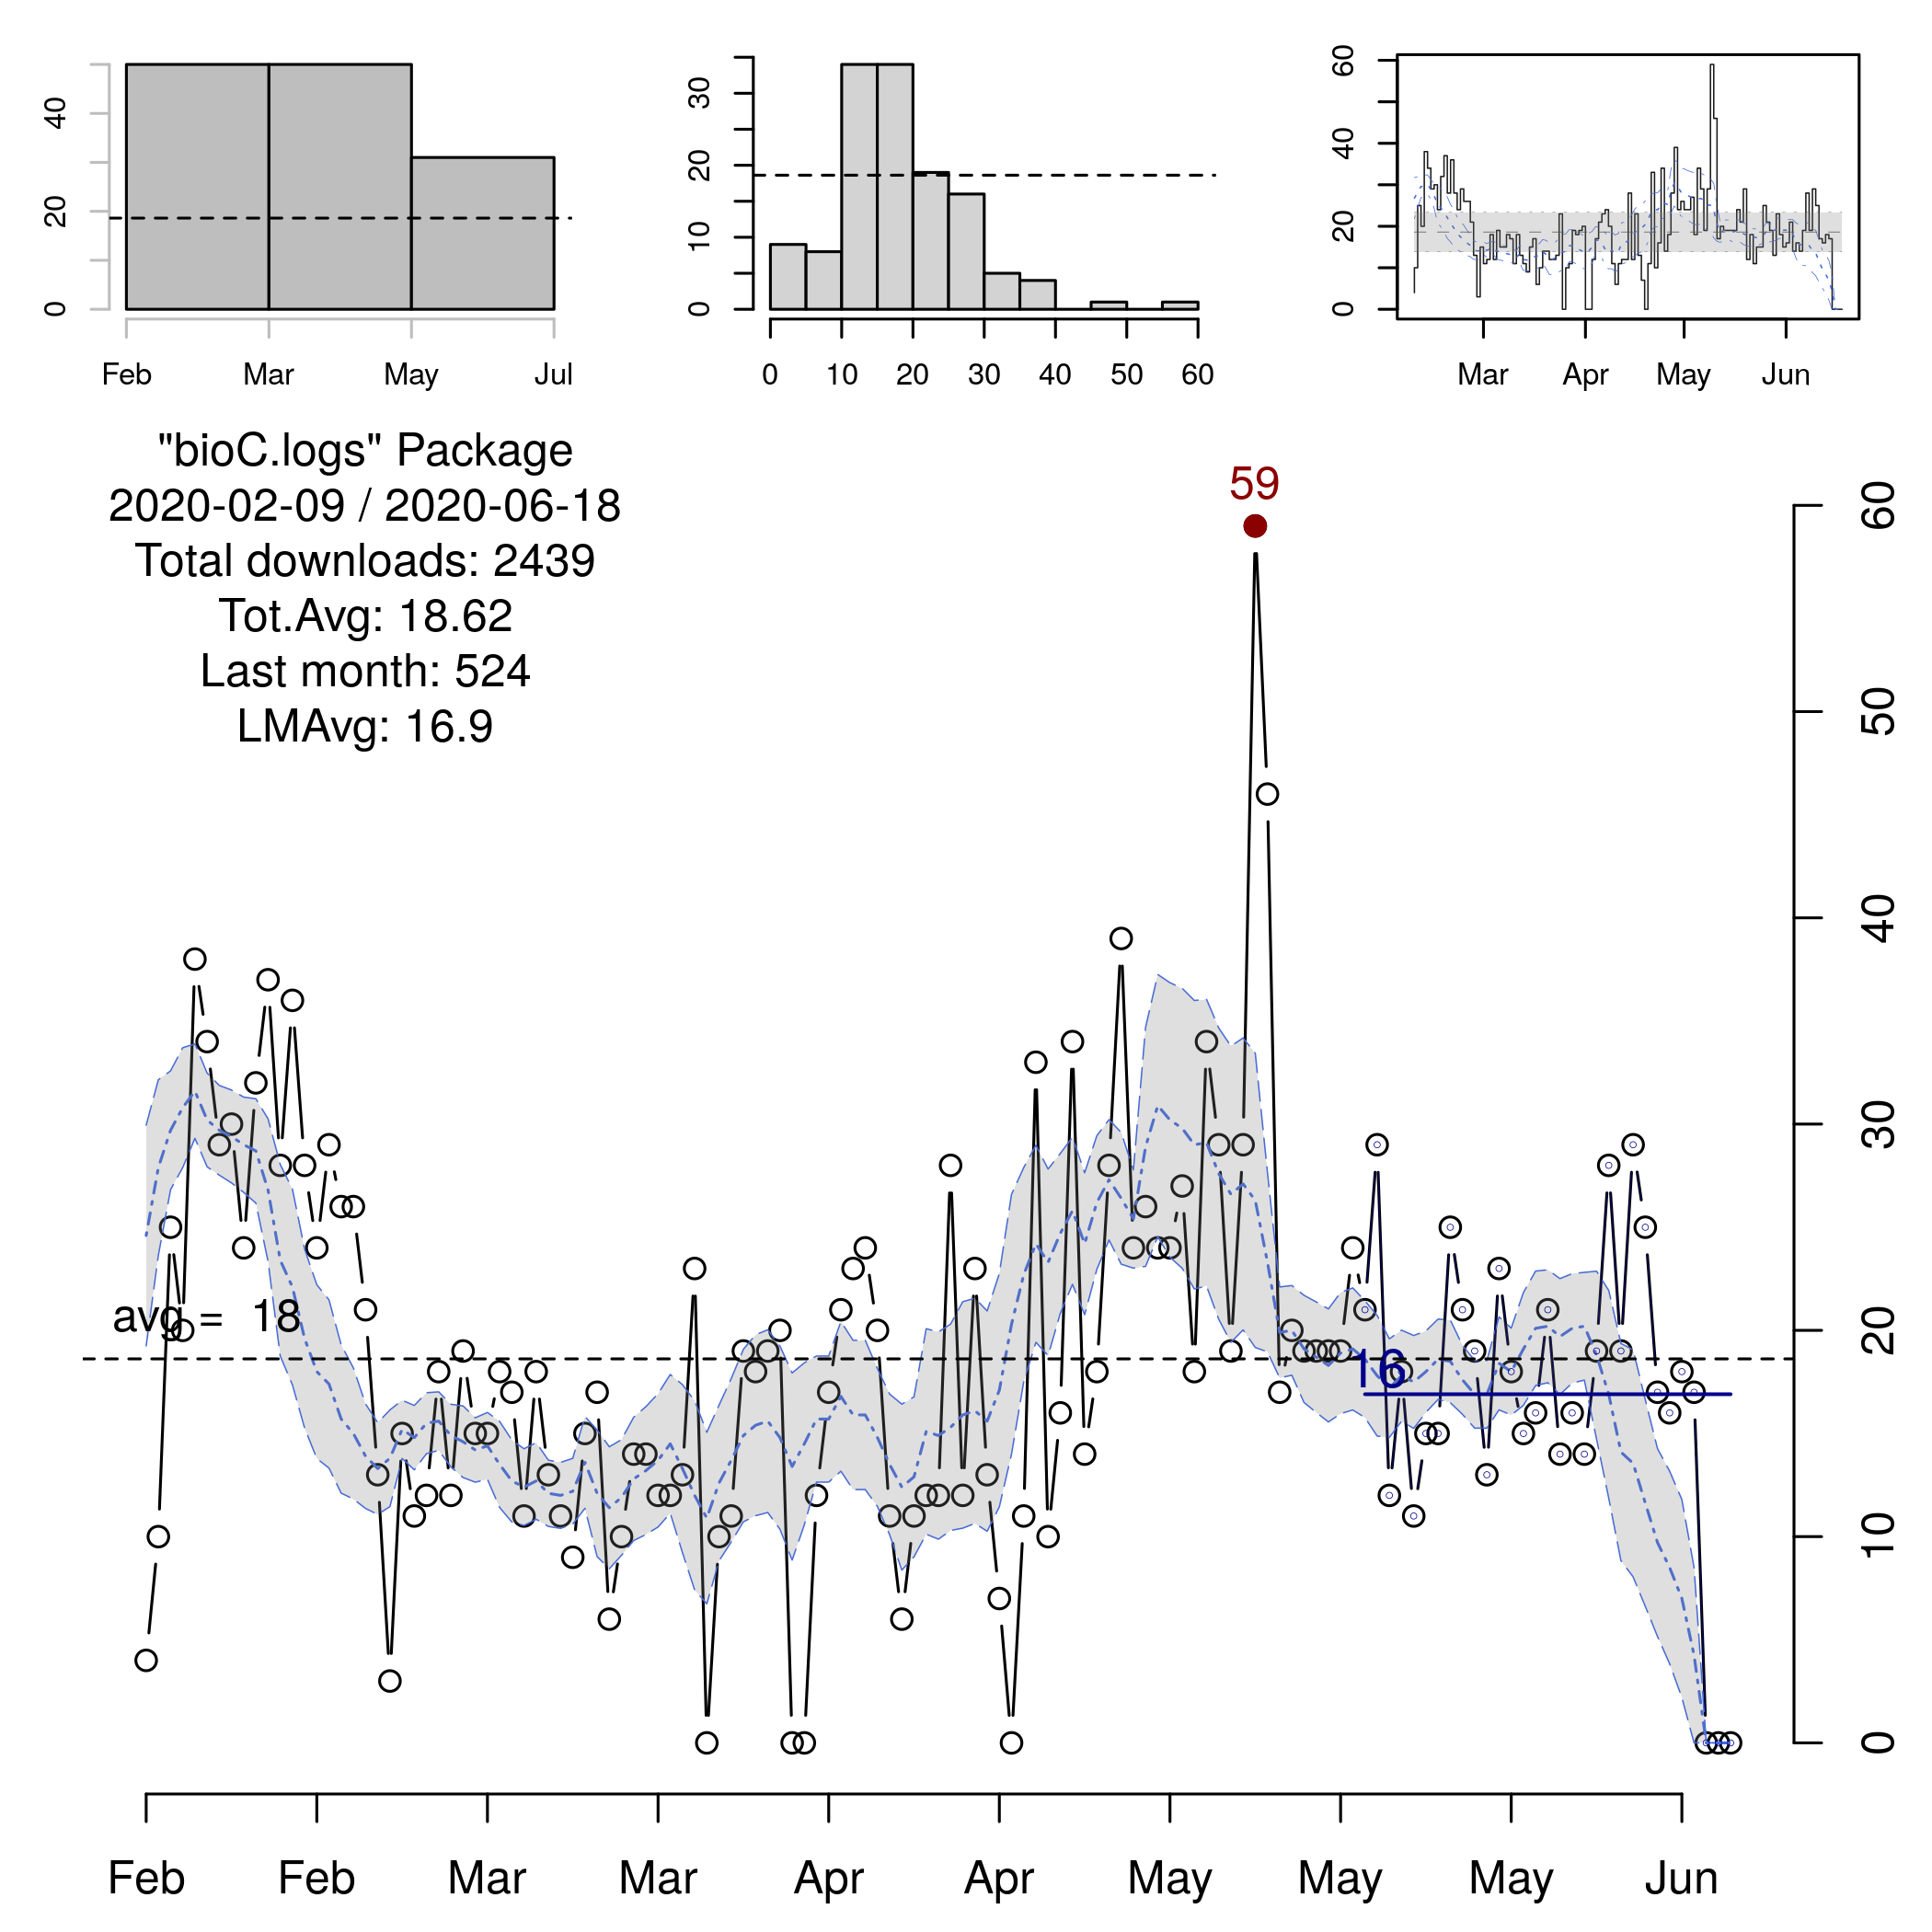 40
20
0
Feb Mar May Jul
30
20
10
0
0 10 20 30 40 50 60
60
40
20
0
Mar Apr May Jun
"bioC.logs" Package
2020-02-09 / 2020-06-18
Total downloads: 2439
Tot.Avg: 18.62
Last month: 524
LMAvg: 16.9
59
avg = 18
16
60
50
40
30
20
10
0
Feb Feb Mar Mar Apr Apr May May May Jun